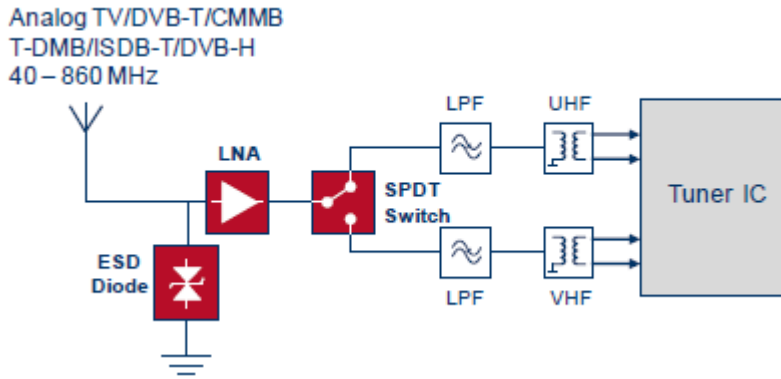 Analog TV/DVB-T/CMMB
T-DMB/ISDB-T/DVB-H
40 – 860 MHz
LPF
UHF
LNA
SPDT
Switch
Tuner IC
ESD
Diode
LPF
VHF